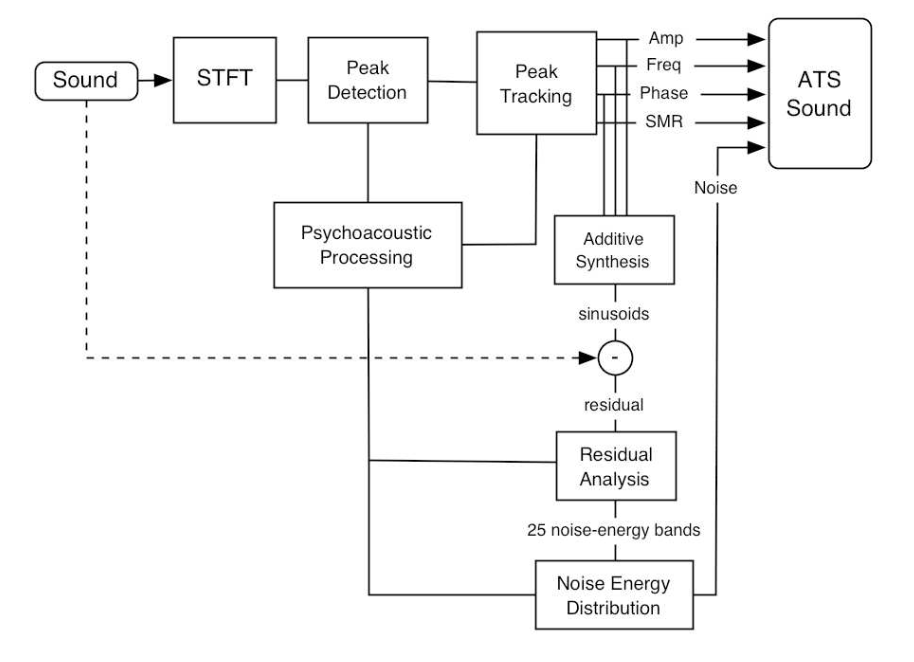 Sound
STFT
Peak
Detection
Peak
Tracking
Amp
Freq
Phase
SMR
ATS
Sound
Noise
Psychoacoustic
Processing
Additive
Synthesis
sinusoids
-
residual
Residual
Analysis
25 noise-energy bands
Noise Energy
Distribution